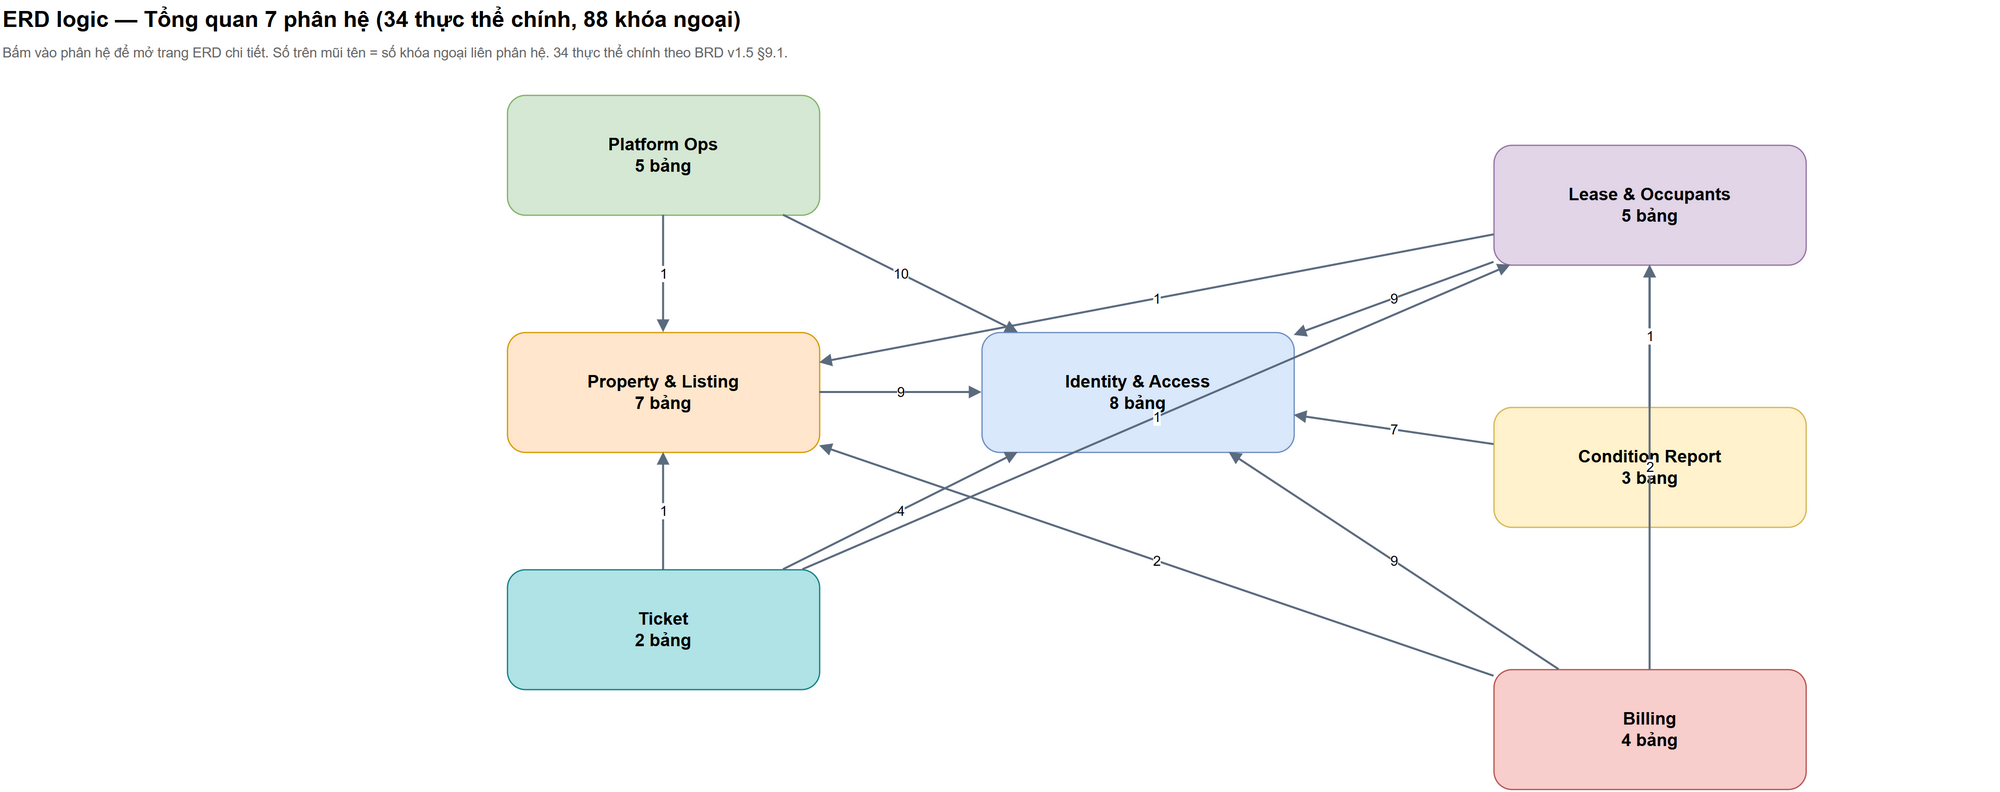 ERD logic — Tổng quan 7 phân hệ (34 thực thể chính, 88 khóa ngoại)
Bấm vào phân hệ để mở trang ERD chi tiết. Số trên mũi tên = số khóa ngoại liên phân hệ. 34 thực thể chính theo BRD v1.5 §9.1.
Platform Ops
5 bảng
Lease & Occupants
5 bảng
1
10
1
9
1
Property & Listing
7 bảng
9
Identity & Access
8 bảng
1
7
Condition Report
3 bảng
2
1
4
2
9
Ticket
2 bảng
Billing
4 bảng